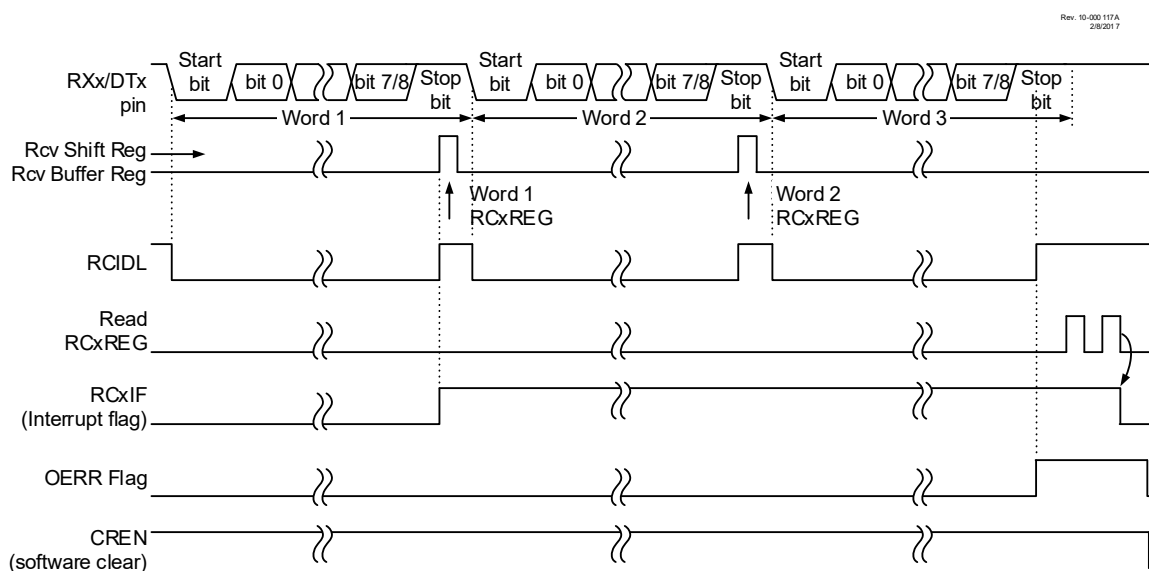 Rev. 10-000 117A
2/8/201 7
RXx/DTx
pin
Start
bit
bit 0
bit 7/8
Stop
bit
Start
bit
bit 0
bit 7/8
Stop
bit
Start
bit
bit 0
bit 7/8
Stop
bit
Word 1
Word 2
Word 3
Rcv Shift Reg
Rcv Buffer Reg
Word 1
RCxREG
Word 2
RCxREG
RCIDL
Read
RCxREG
RCxIF
(Interrupt flag)
OERR Flag
CREN
(software clear)